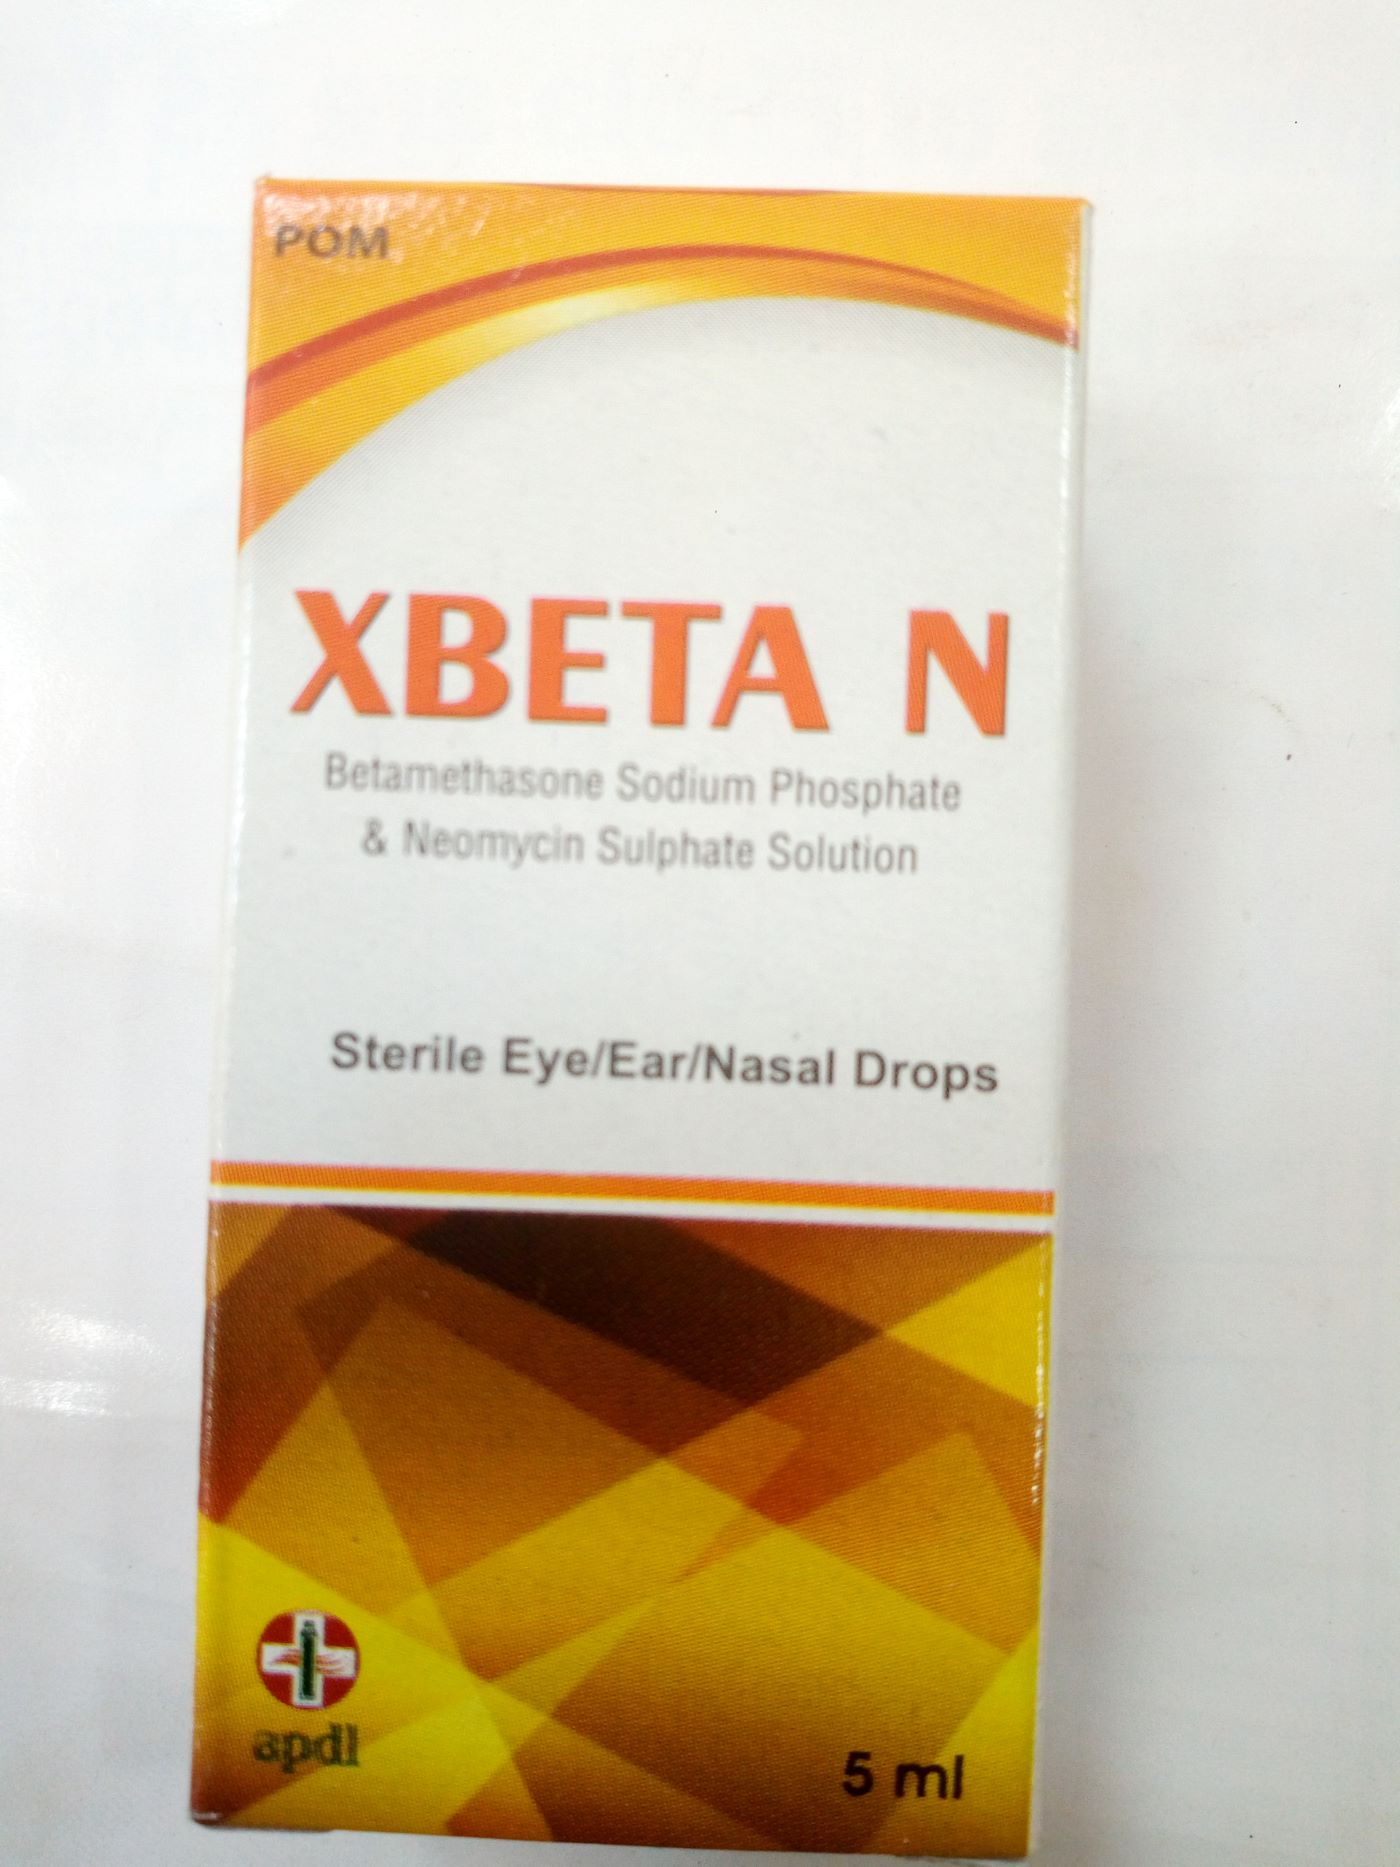 POM
XBETA N
Betamethasone Sodium Phosphate
& Neomycin Sulphate Solution
Sterile Eye/Ear/Nasal Drops
apdl
5 ml